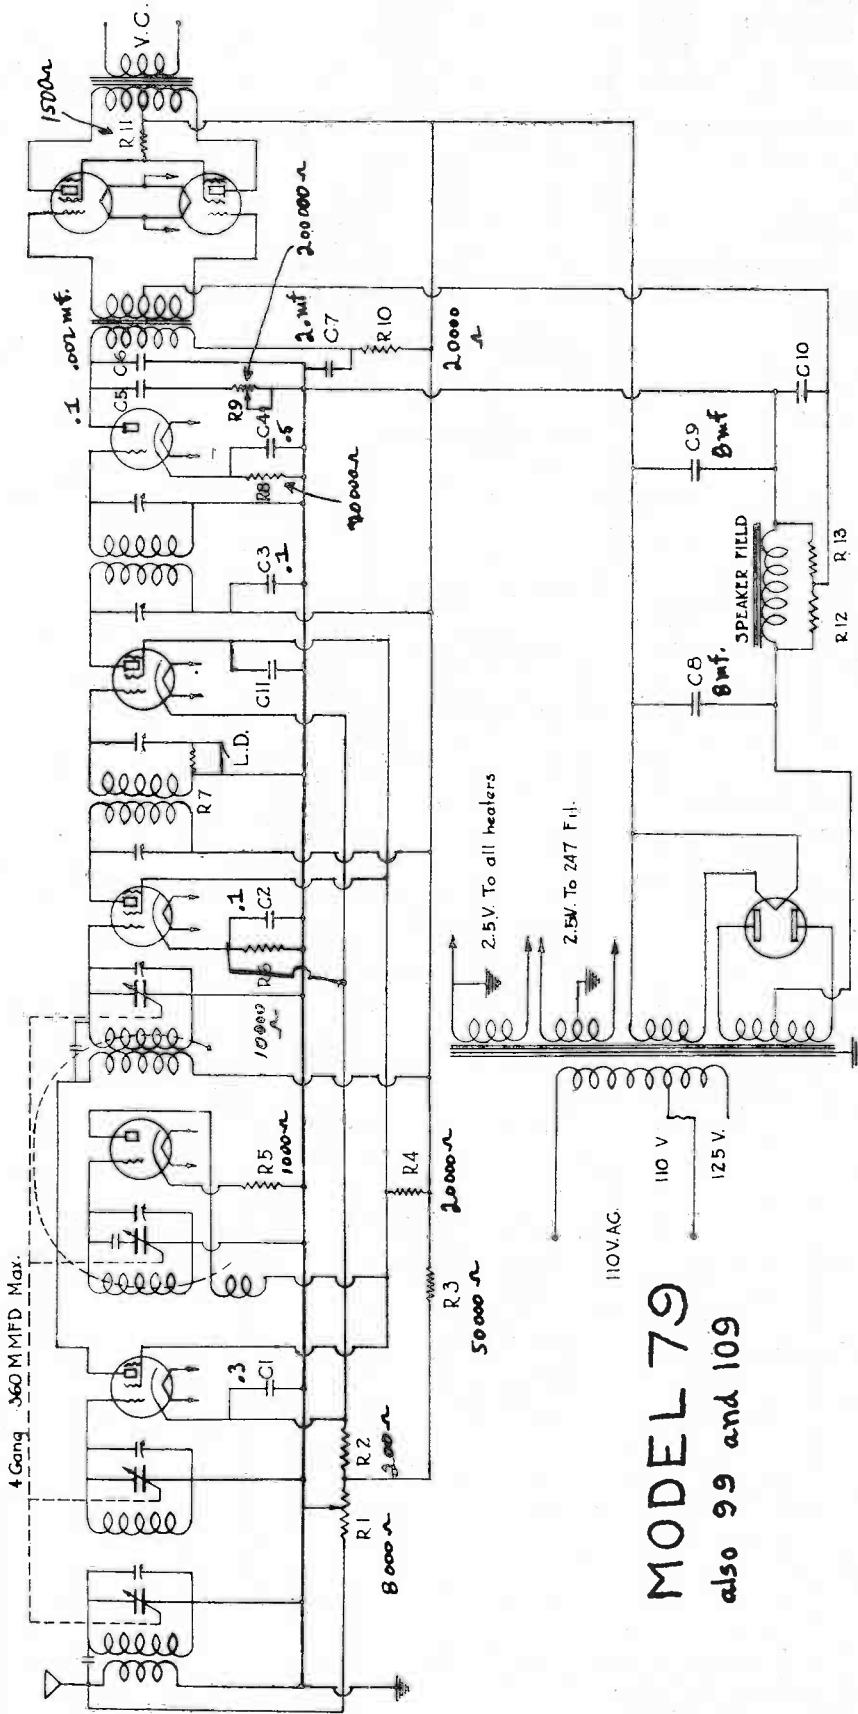 4 Gang 360 MMFD Max.
V.C.
150Ω
R11
200000Ω
.002 mf.
.1
C6
C5
2. mf
C7
R10
20000
Ω
R9
C4
.5
R8
C3
.1
C11
L.D.
R7
.1
C2
R6
10000
Ω
R5
1000Ω
R4
20000Ω
R3
50000Ω
.3
C1
R2
R1
8000Ω
C10
C9
8mf
SPEAKER FIELD
R12
R13
C8
8mf.
2.5V. To all heaters
2.5V. To 247 Fil.
110V.AC.
110 V
125 V.
MODEL 79
also 99 and 109